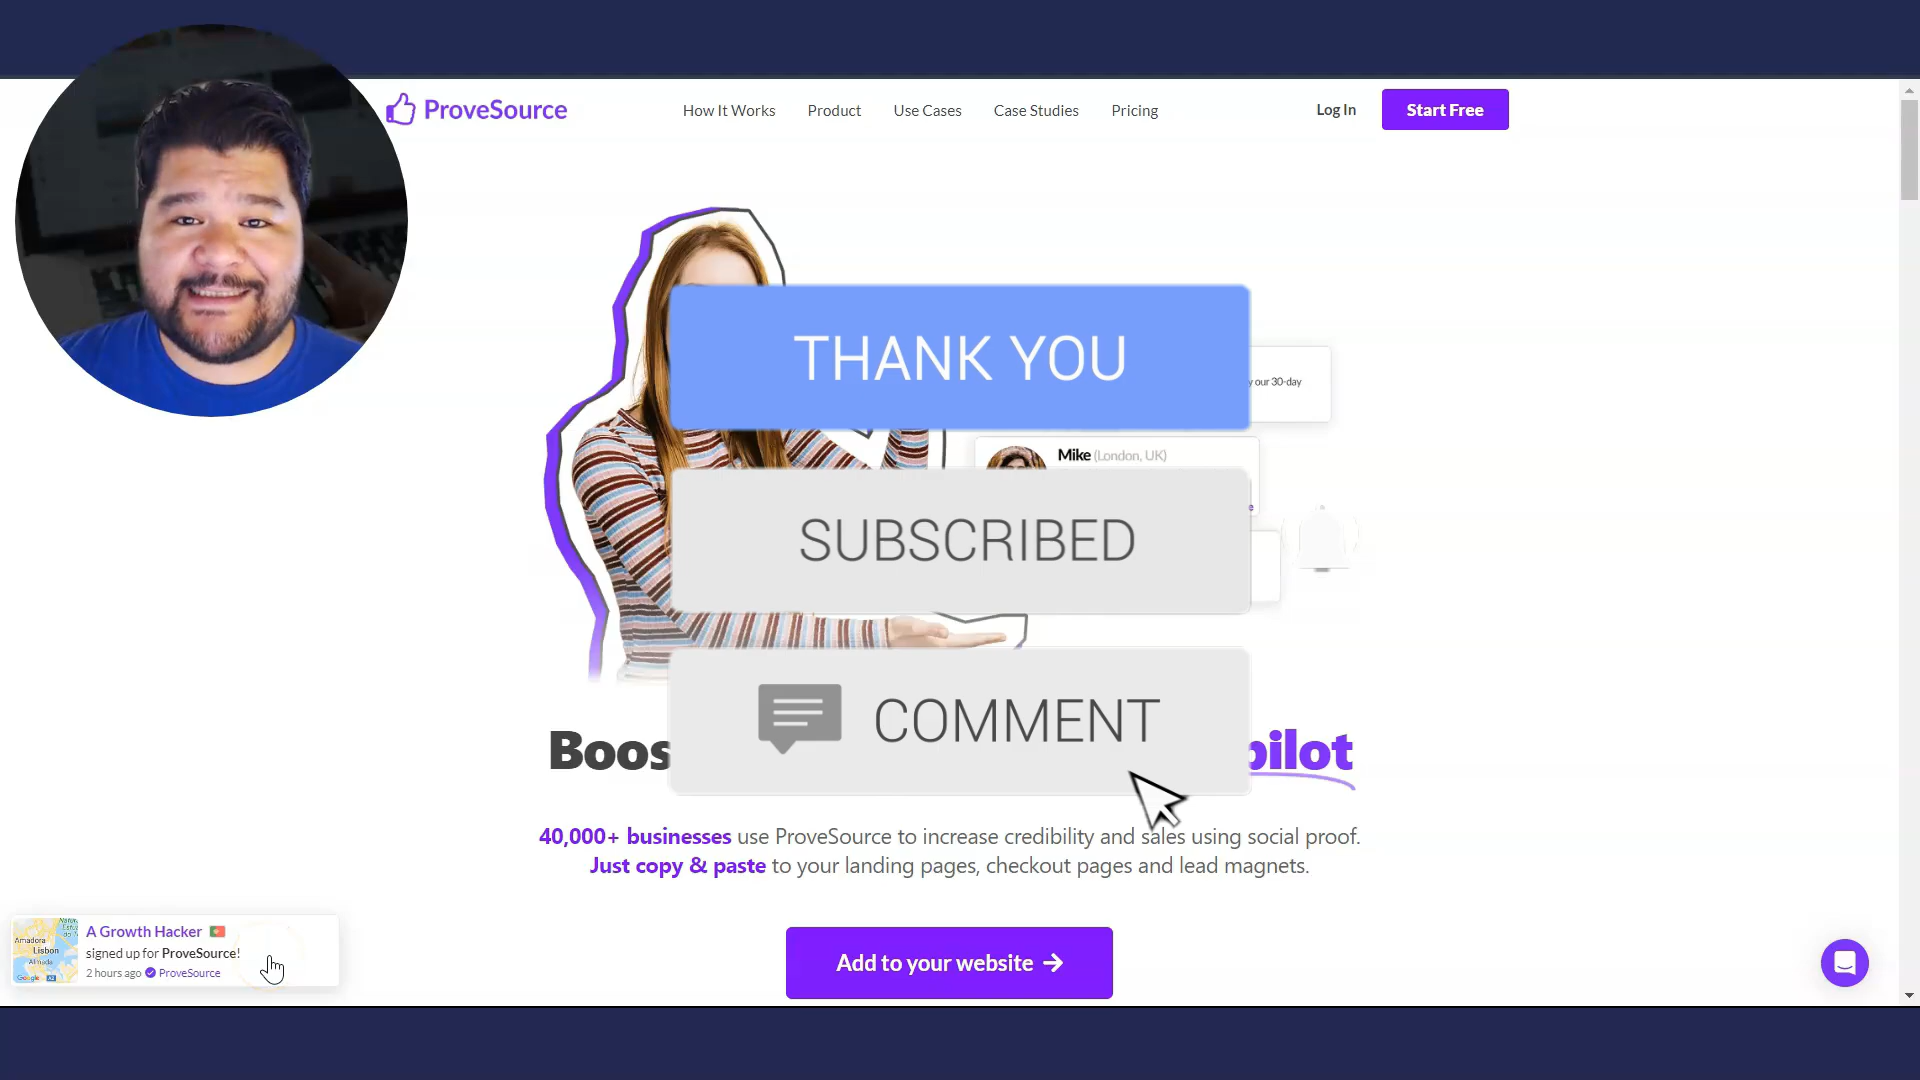 ProveSource
How It Works
Product
Use Cases
Case Studies
Pricing
Log In
Start Free
THANK YOU
y our 30-day
Mike (London, UK)
SUBSCRIBED
COMMENT
Boos
pilot
40,000+ businesses use ProveSource to increase credibility and sales using social proof.
Just copy & paste to your landing pages, checkout pages and lead magnets.
Add to your website
A Growth Hacker
signed up for ProveSource!
2 hours ago ProveSource
Amadora
Lisbon
Almada
Google